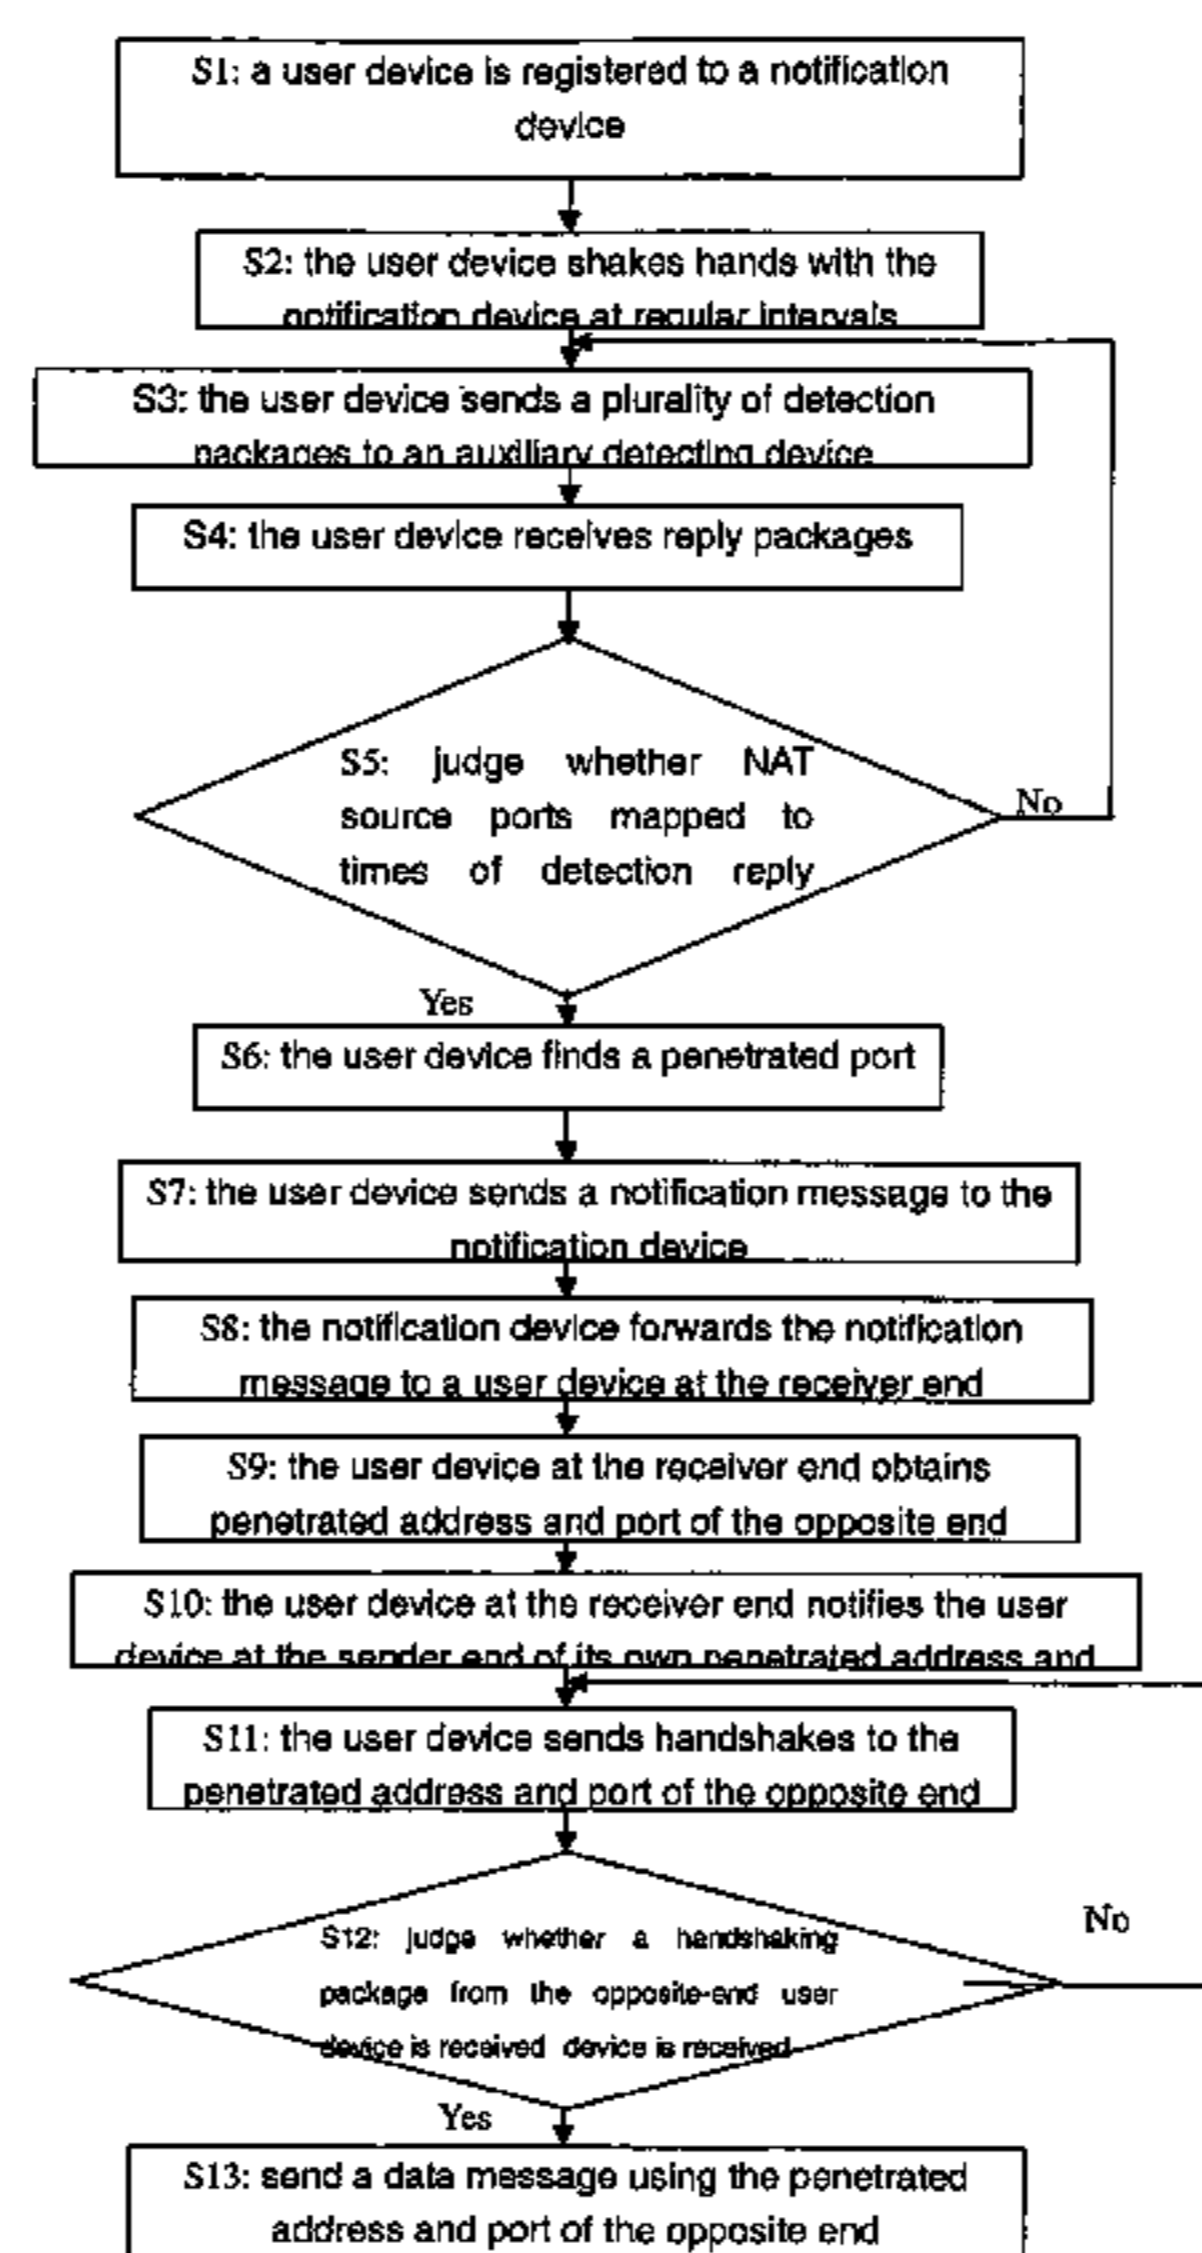 S1: a user device is registered to a notification
device
S2: the user device shakes hands with the
notification device at regular intervals
S3: the user device sends a plurality of detection
packages to an auxiliary detecting device
S4: the user device receives reply packages
S5: judge whether NAT
source ports mapped to
times of detection reply
No
Yes
S6: the user device finds a penetrated port
S7: the user device sends a notification message to the
notification device
S8: the notification device forwards the notification
message to a user device at the receiver end
S9: the user device at the receiver end obtains
penetrated address and port of the opposite end
S10: the user device at the receiver end notifies the user
device at the sender end of its own penetrated address and
S11: the user device sends handshakes to the
penetrated address and port of the opposite end
No
S12: judge whether a handshaking
package from the opposite-end user
device is received device is received
Yes
S13: send a data message using the penetrated
address and port of the opposite end